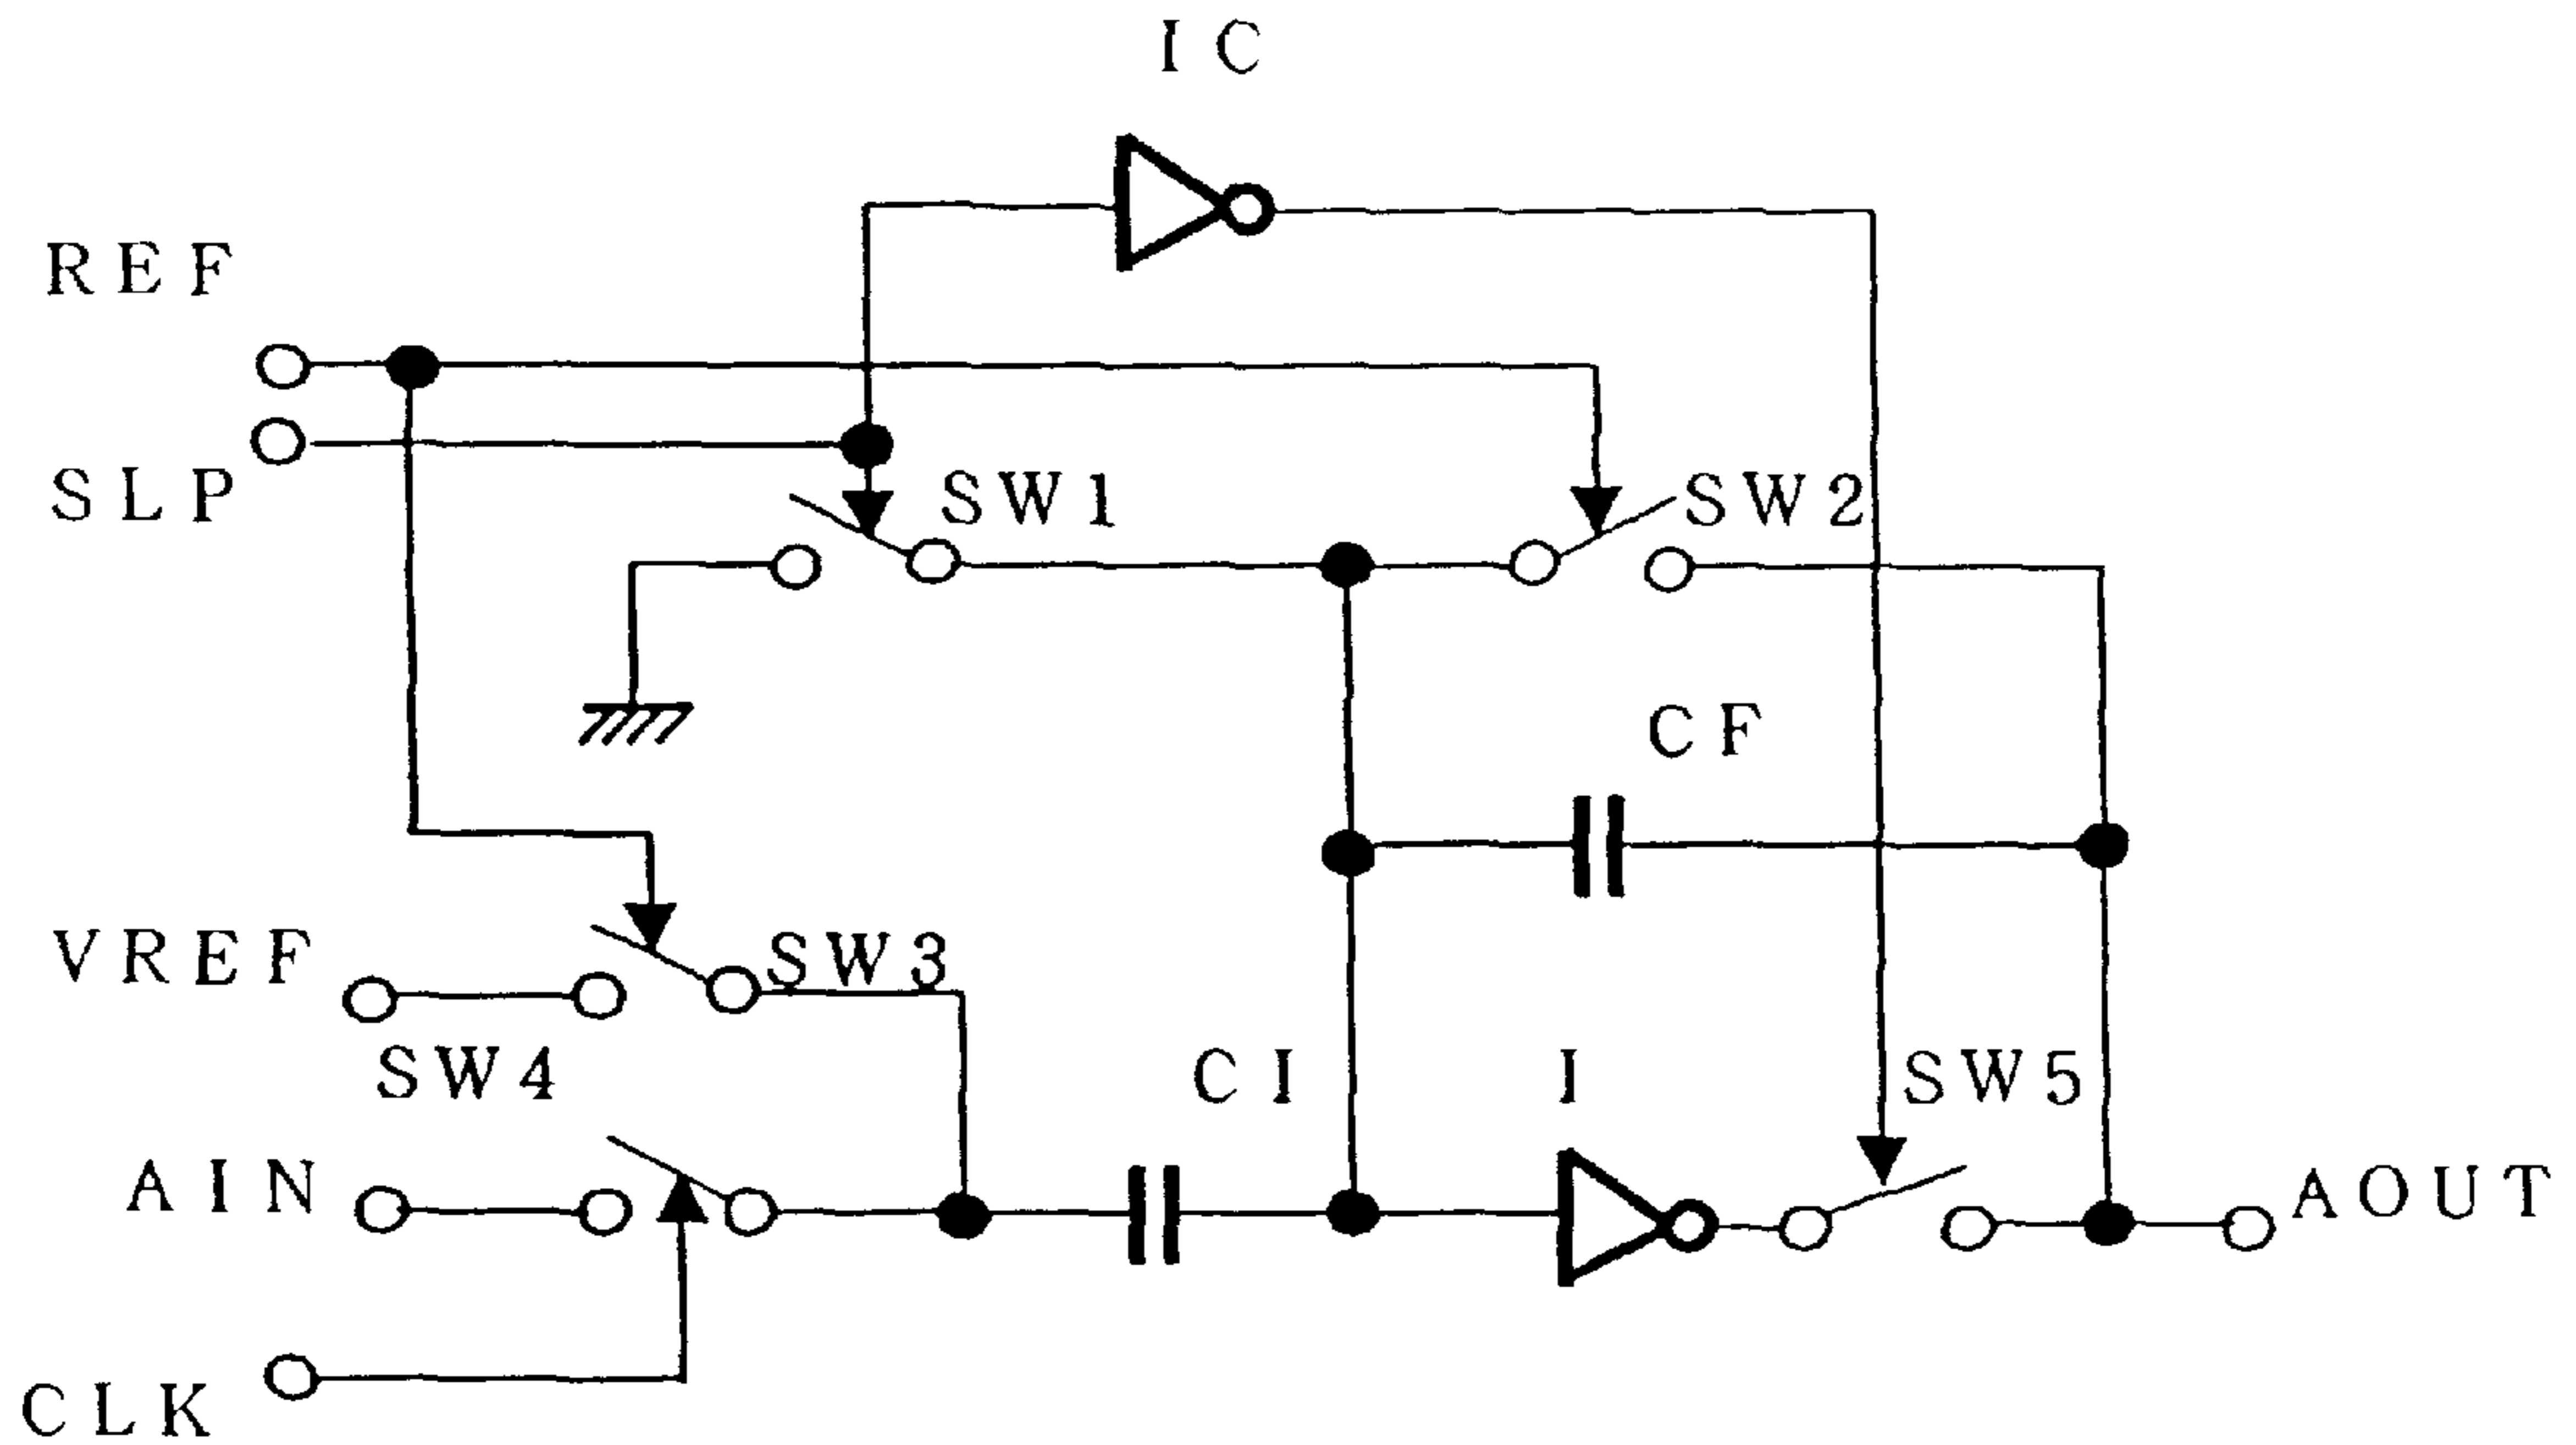 IC
REF
SLP
SW1
SW2
CF
VREF
SW3
SW4
CI
I
SW5
AIN
AOUT
CLK